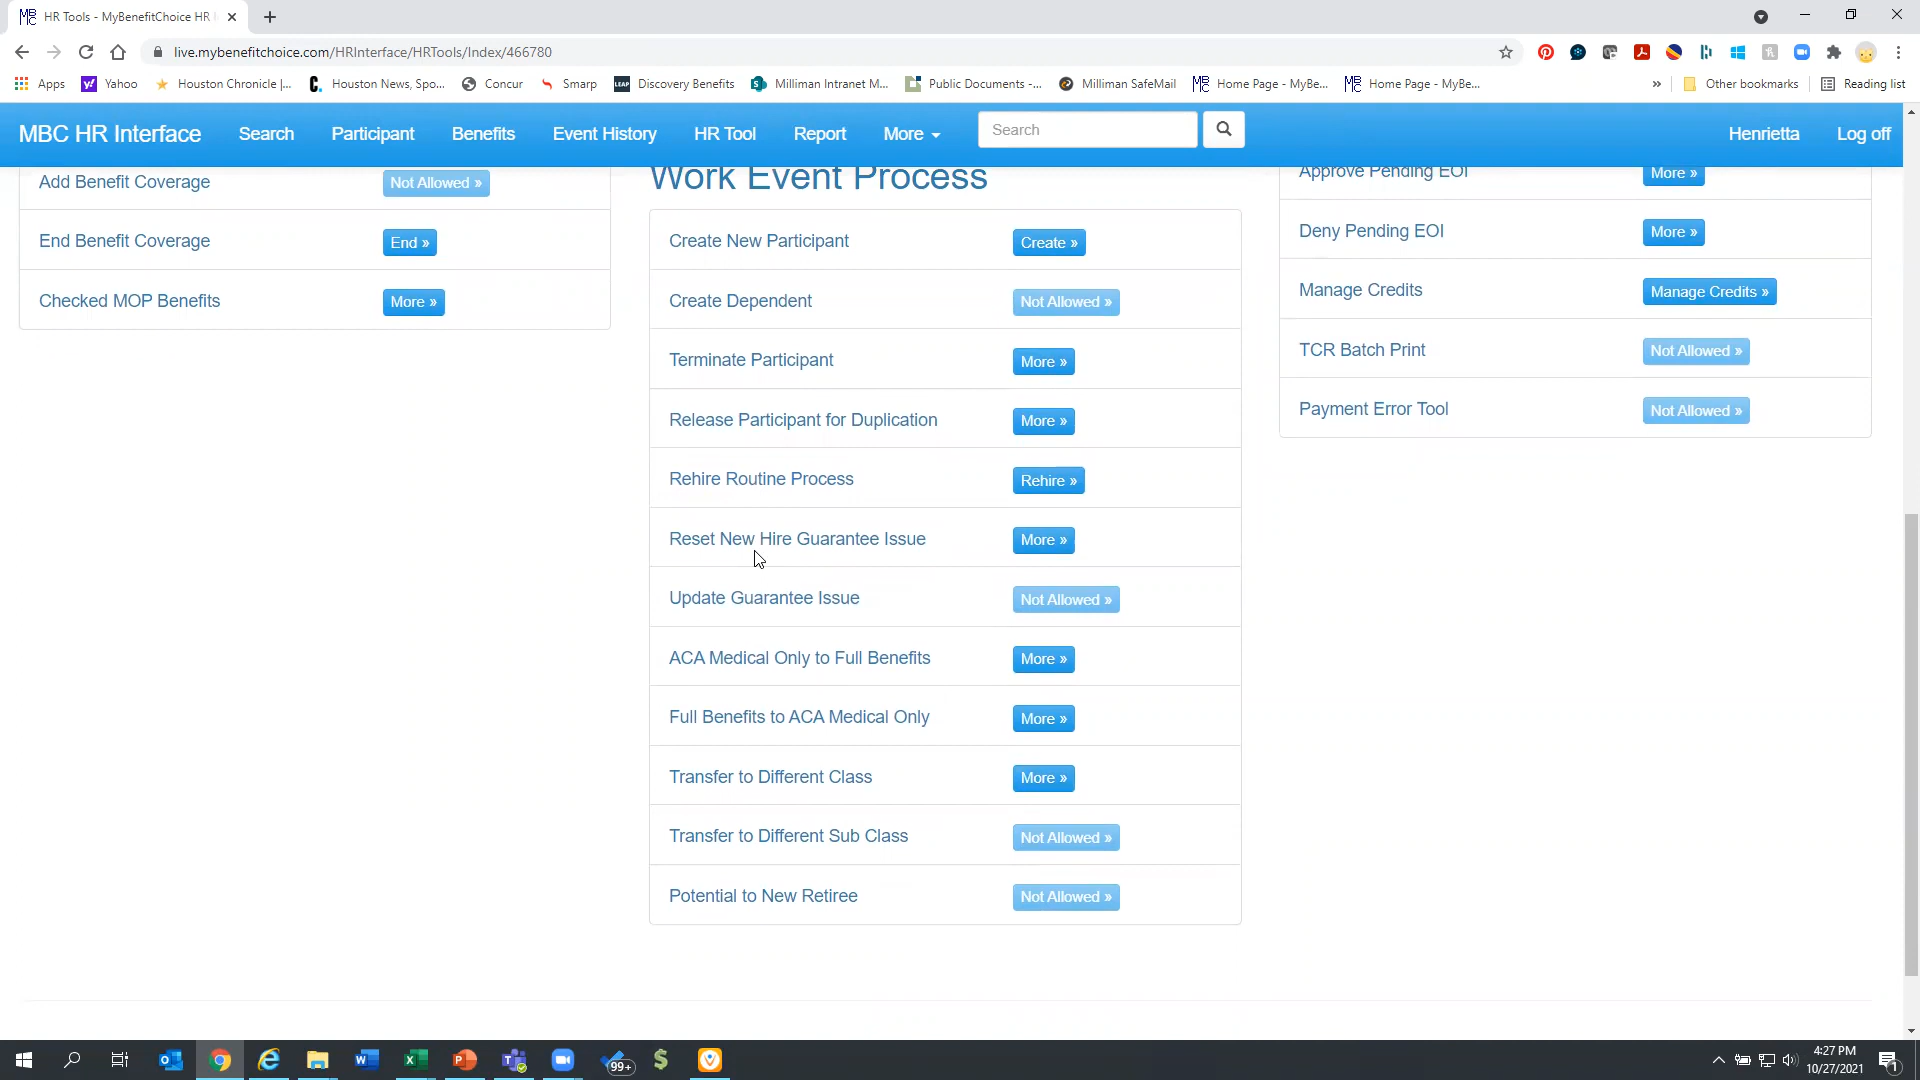 HR Tools - MyBenefitChoice HR
live.mybenefitchoice.com/HRInterface/HRTools/Index/466780
Apps Yahoo Houston Chronicle |... Houston News, Spo... Concur Smarp Discovery Benefits Milliman Intranet M... Public Documents -... Milliman SafeMail Home Page - MyBe... Home Page - MyBe... » Other bookmarks Reading list
MBC HR Interface Search Participant Benefits Event History HR Tool Report More Search Henrietta Log off
Add Benefit Coverage Not Allowed »
End Benefit Coverage End »
Checked MOP Benefits More »
Work Event Process
Create New Participant Create »
Create Dependent Not Allowed »
Terminate Participant More »
Release Participant for Duplication More »
Rehire Routine Process Rehire »
Reset New Hire Guarantee Issue More »
Update Guarantee Issue Not Allowed »
ACA Medical Only to Full Benefits More »
Full Benefits to ACA Medical Only More »
Transfer to Different Class More »
Transfer to Different Sub Class Not Allowed »
Potential to New Retiree Not Allowed »
Approve Pending EOI More »
Deny Pending EOI More »
Manage Credits Manage Credits »
TCR Batch Print Not Allowed »
Payment Error Tool Not Allowed »
99+
4:27 PM
10/27/2021
1